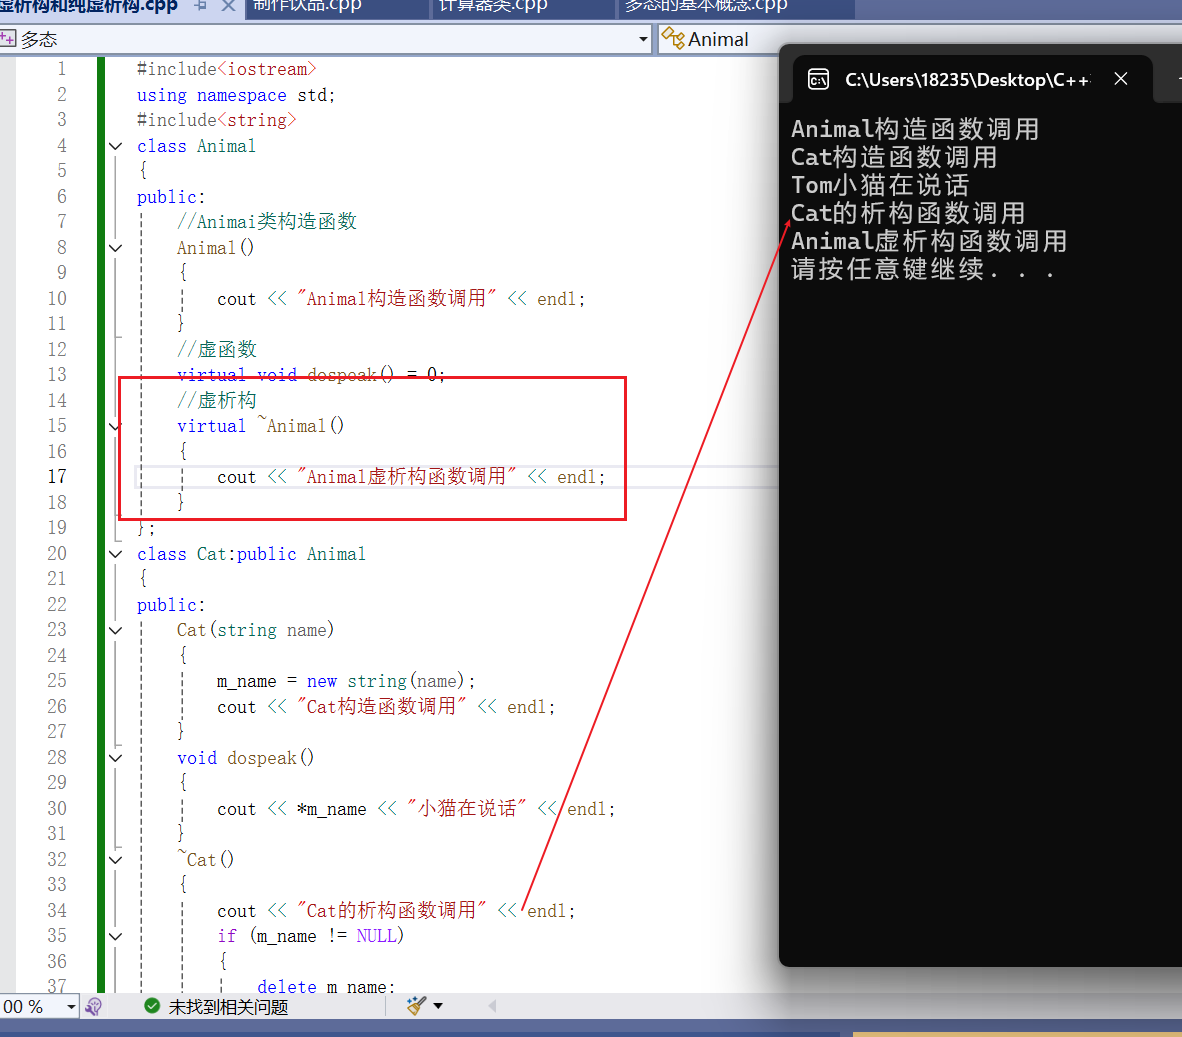 虚析构和纯虚析构.cpp
制作饮品.cpp
计算器类.cpp
多态的基本概念.cpp
多态
Animal
1 #include<iostream>
2 using namespace std;
3 #include<string>
4 class Animal
5 {
6 public:
7 //Animai类构造函数
8 Animal()
9 {
10 cout << "Animal构造函数调用" << endl;
11 }
12 //虚函数
13 virtual void dospeak() = 0;
14 //虚析构
15 virtual ~Animal()
16 {
17 cout << "Animal虚析构函数调用" << endl;
18 }
19 };
20 class Cat:public Animal
21 {
22 public:
23 Cat(string name)
24 {
25 m_name = new string(name);
26 cout << "Cat构造函数调用" << endl;
27 }
28 void dospeak()
29 {
30 cout << *m_name << "小猫在说话" << endl;
31 }
32 ~Cat()
33 {
34 cout << "Cat的析构函数调用" << endl;
35 if (m_name != NULL)
36 {
37 delete m_name;
00 %
未找到相关问题
C:\Users\18235\Desktop\C++
Animal构造函数调用
Cat构造函数调用
Tom小猫在说话
Cat的析构函数调用
Animal虚析构函数调用
请按任意键继续. . .